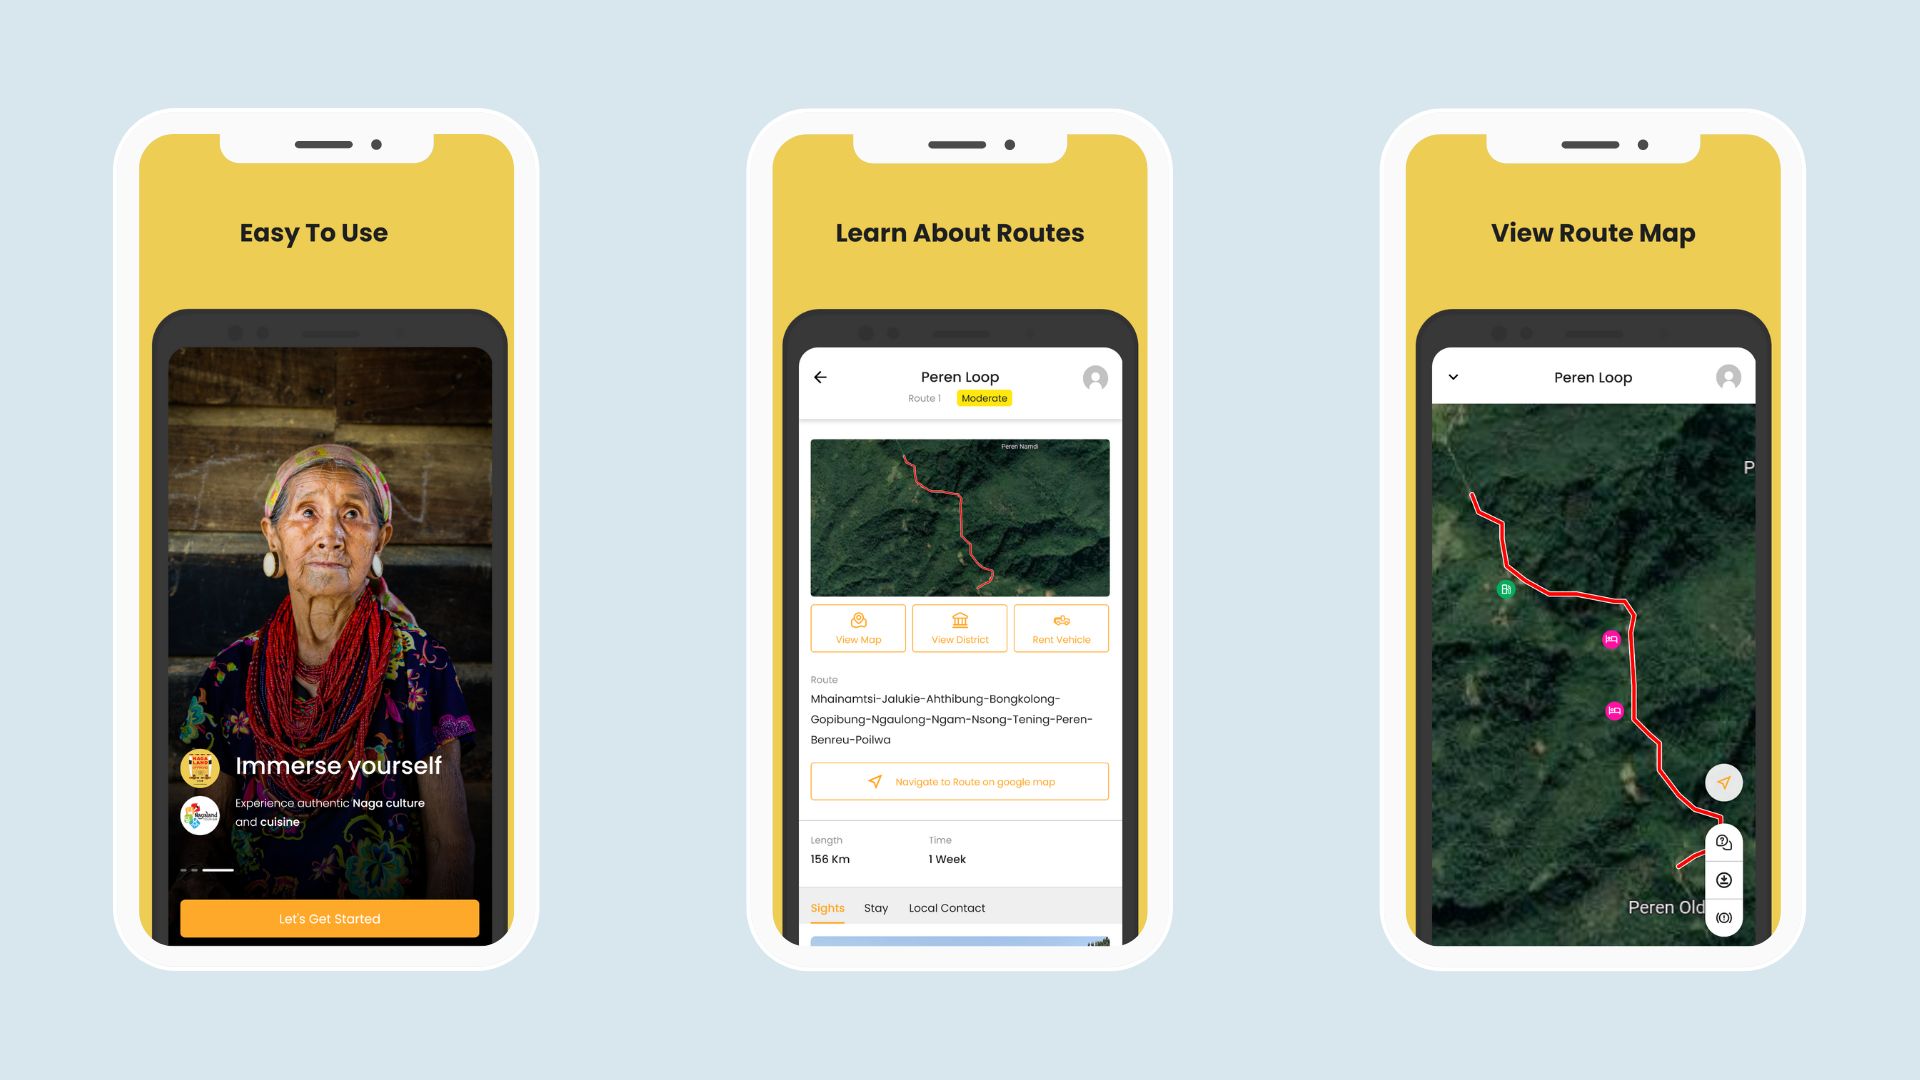 Easy To Use
NAGA
LAND
Immerse yourself
Nagaland
Experience authentic Naga culture
and cuisine
Let's Get Started
Learn About Routes
Peren Loop
Route 1
Moderate
Peren Namdi
View Map
View District
Rent Vehicle
Route
Mhainamtsi-Jalukie-Ahthibung-Bongkolong-
Gopibung-Ngaulong-Ngam-Nsong-Tening-Peren-
Benreu-Poilwa
Navigate to Route on google map
Length
Time
156 Km
1 Week
Sights
Stay
Local Contact
View Route Map
Peren Loop
P
Peren Old